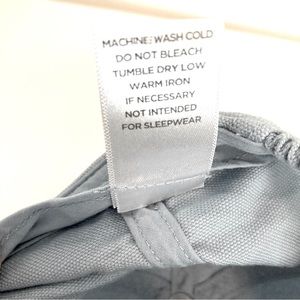 MACHINE WASH COLD
DO NOT BLEACH
TUMBLE DRY LOW
WARM IRON
IF NECESSARY
NOT INTENDED
FOR SLEEPWEAR